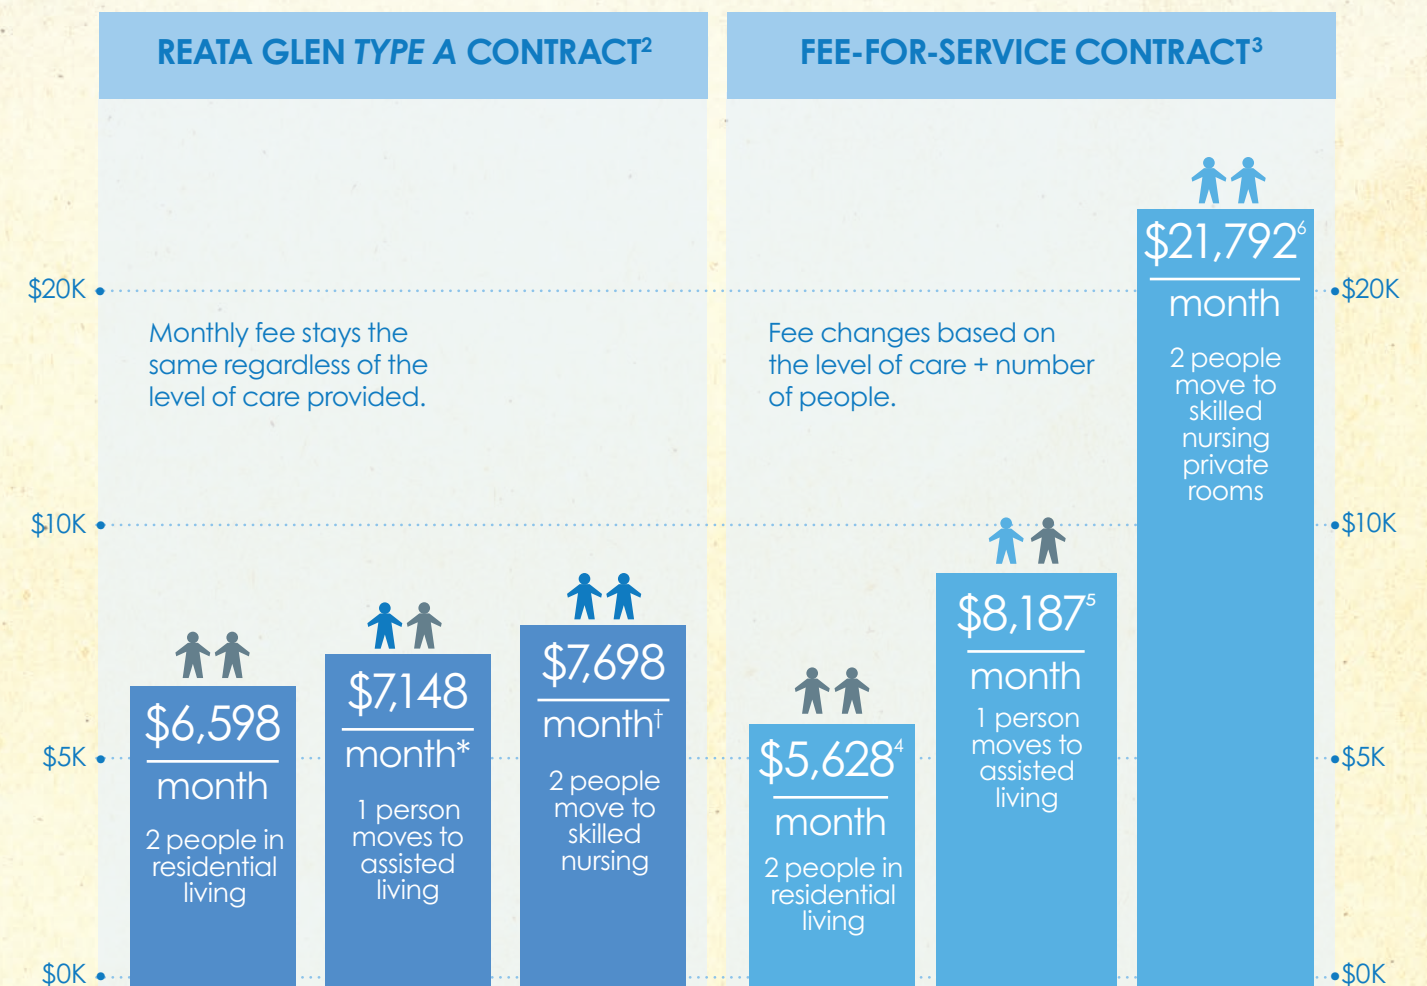 REATA GLEN TYPE A CONTRACT²
FEE-FOR-SERVICE CONTRACT³
$20K
$10K
$5K
$0K
Monthly fee stays the
same regardless of the
level of care provided.
$6,598
month
2 people in
residential
living
$7,148
month*
1 person
moves to
assisted
living
$7,698
month†
2 people
move to
skilled
nursing
Fee changes based on
the level of care + number
of people.
$5,628⁴
month
2 people in
residential
living
$8,187⁵
month
1 person
moves to
assisted
living
$21,792⁶
month
2 people
move to
skilled
nursing
private
rooms
$20K
$10K
$5K
$0K